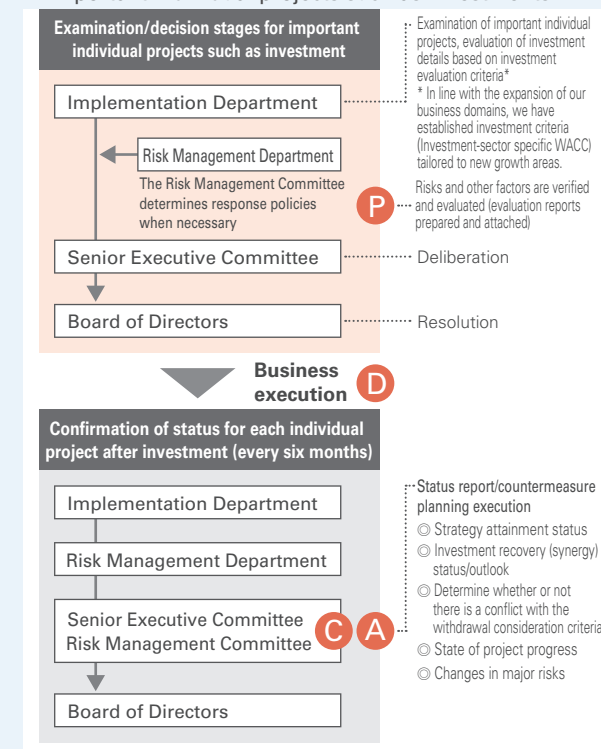 Examination/decision stages for important
individual projects such as investment
Implementation Department
Risk Management Department
The Risk Management Committee
determines response policies
when necessary
P
Senior Executive Committee
Board of Directors
Examination of important individual
projects, evaluation of investment
details based on investment
evaluation criteria*
* In line with the expansion of our
business domains, we have
established investment criteria
(Investment-sector specific WACC)
tailored to new growth areas.
Risks and other factors are verified
and evaluated (evaluation reports
prepared and attached)
Deliberation
Resolution
Business
execution
D
Confirmation of status for each individual
project after investment (every six months)
Implementation Department
Risk Management Department
Senior Executive Committee
Risk Management Committee
C A
Board of Directors
Status report/countermeasure
planning execution
◎ Strategy attainment status
◎ Investment recovery (synergy)
status/outlook
◎ Determine whether or not
there is a conflict with the
withdrawal consideration criteria
◎ State of project progress
◎ Changes in major risks